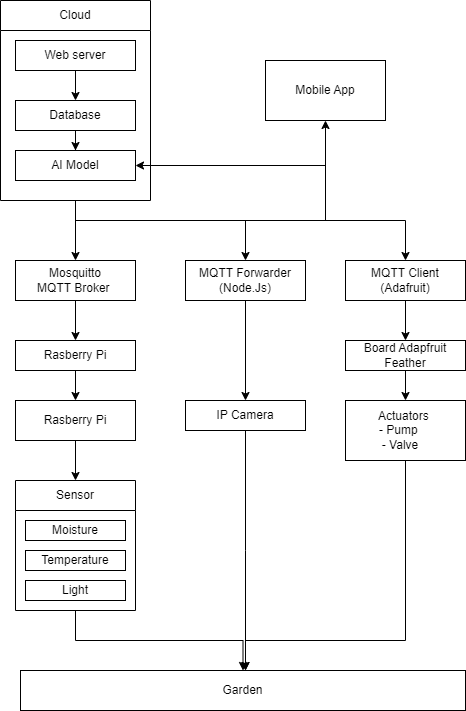 Cloud
Web server
Database
AI Model
Mobile App
Mosquitto
MQTT Broker
MQTT Forwarder
(Node.Js)
MQTT Client
(Adafruit)
Rasberry Pi
Board Adapfruit
Feather
Rasberry Pi
IP Camera
Actuators
- Pump
- Valve
Sensor
Moisture
Temperature
Light
Garden